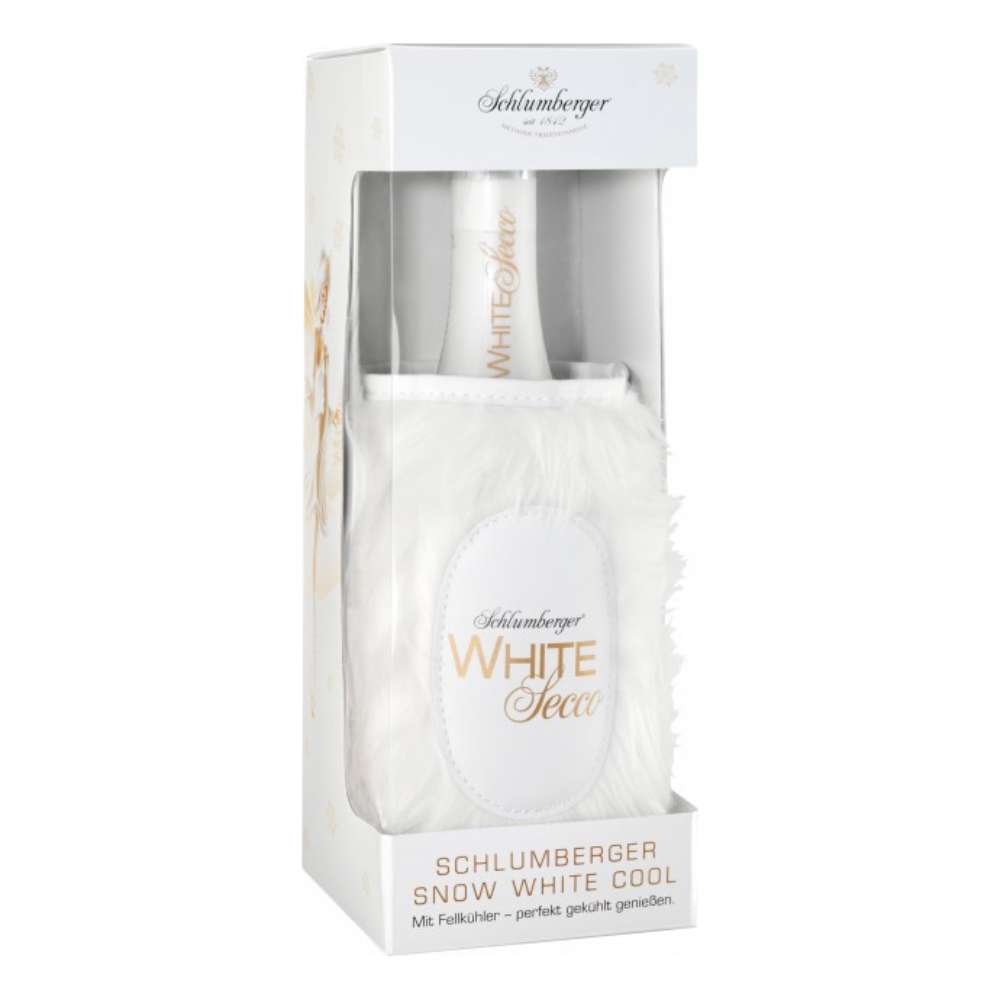 Schlumberger
seit 1842
WHITE Secco
Schlumberger®
WHITE
Secco
SCHLUMBERGER
SNOW WHITE COOL
Mit Fellkühler – perfekt gekühlt genießen.